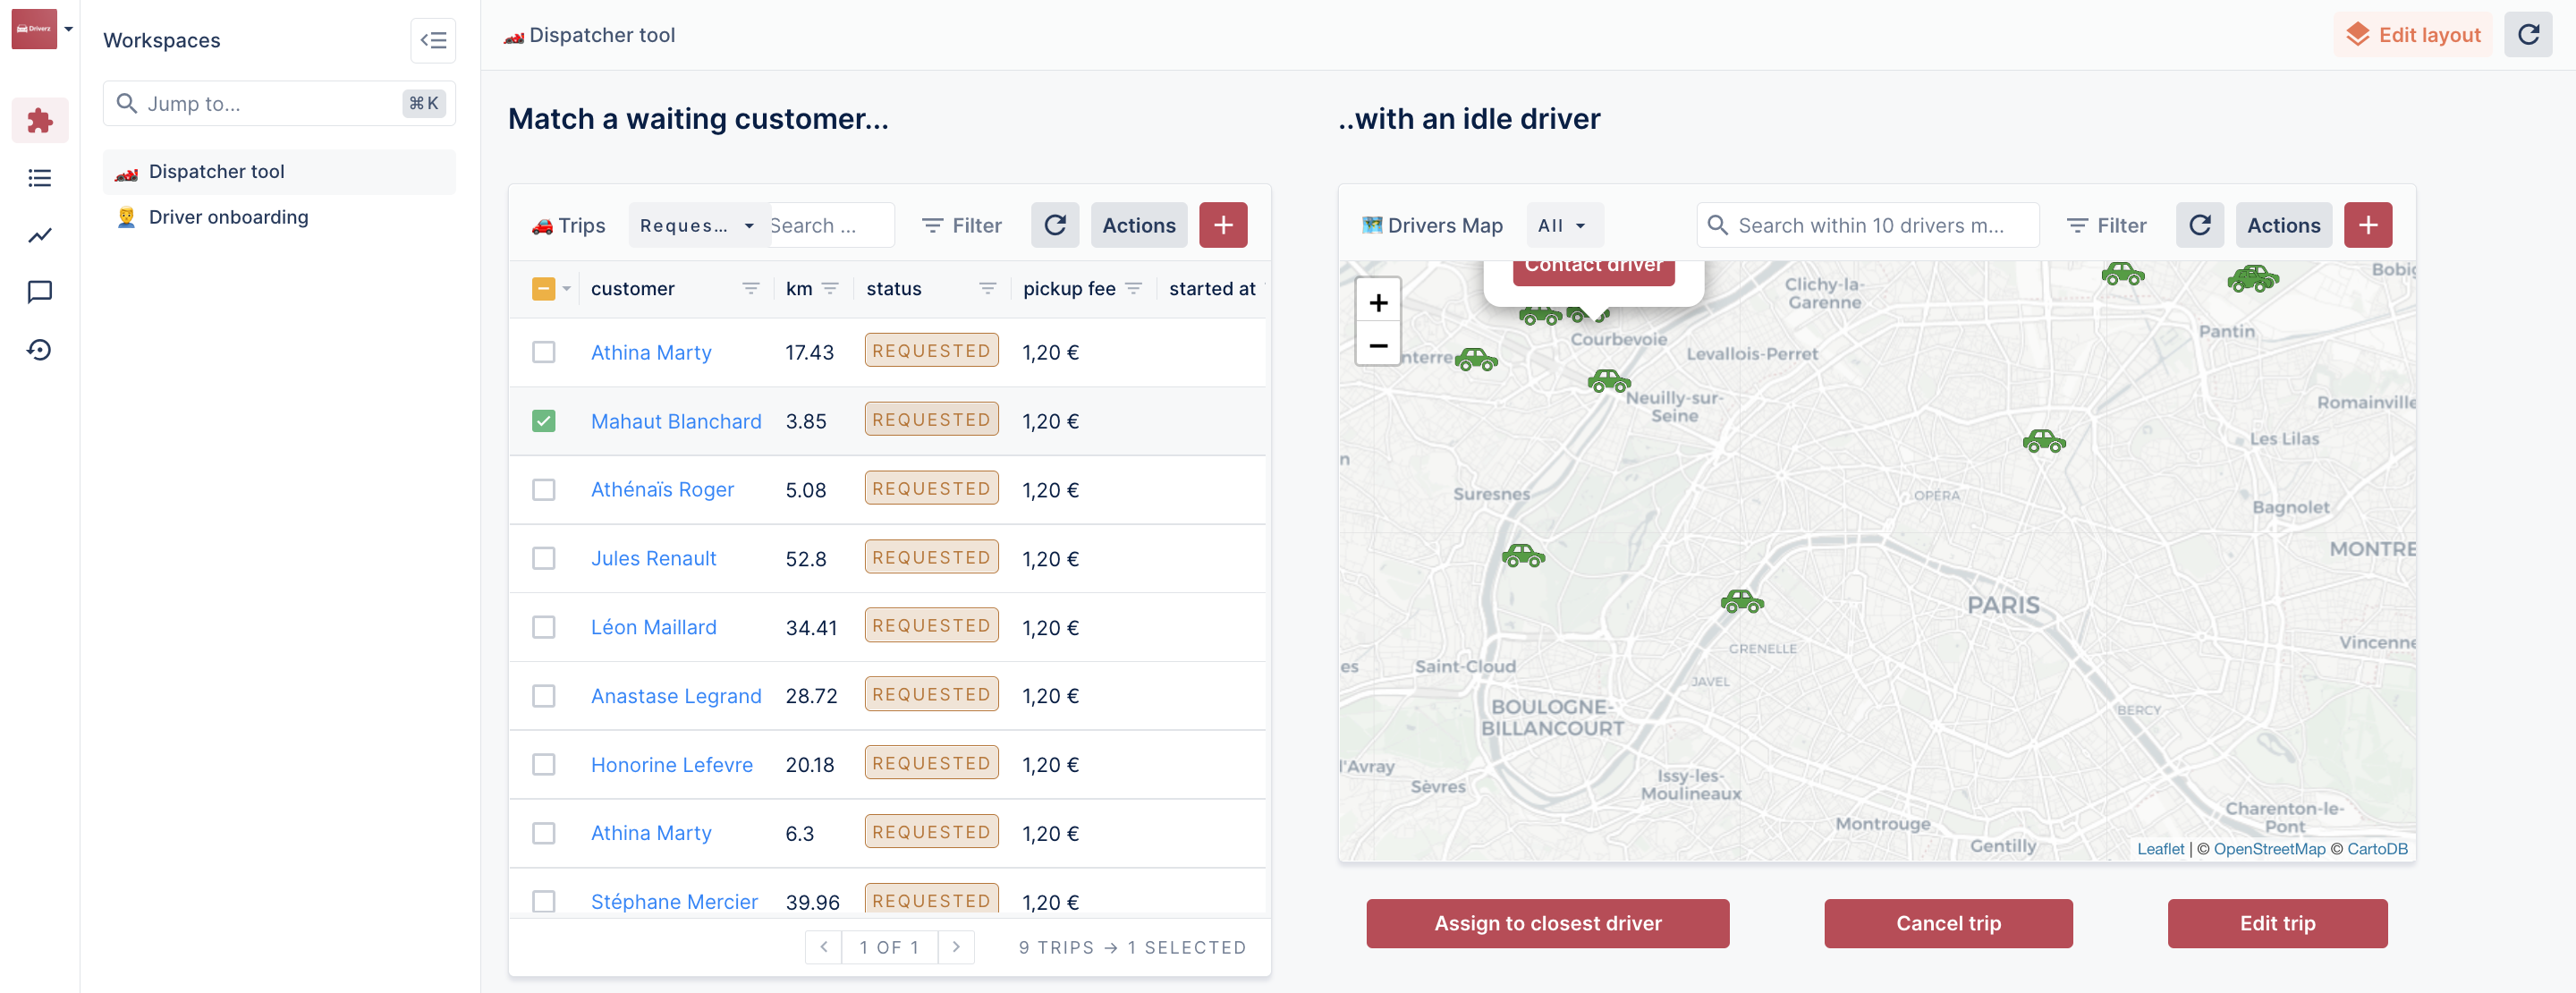 Drivers
Workspaces
Jump to...
⌘ K
Dispatcher tool
Driver onboarding
Dispatcher tool
Edit layout
Match a waiting customer...
..with an idle driver
Trips
Reques...
Search ...
Filter
Actions
customer
km
status
pickup fee
started at
Athina Marty 17.43 REQUESTED 1,20 €
Mahaut Blanchard 3.85 REQUESTED 1,20 €
Athénaïs Roger 5.08 REQUESTED 1,20 €
Jules Renault 52.8 REQUESTED 1,20 €
Léon Maillard 34.41 REQUESTED 1,20 €
Anastase Legrand 28.72 REQUESTED 1,20 €
Honorine Lefevre 20.18 REQUESTED 1,20 €
Athina Marty 6.3 REQUESTED 1,20 €
Stéphane Mercier 39.96 REQUESTED 1,20 €
1 OF 1
9 TRIPS → 1 SELECTED
Drivers Map
All
Search within 10 drivers m...
Filter
Actions
+
−
Contact driver
Clichy-la-
Garenne
Bobig
Pantin
Courbevoie
Levallois-Perret
nterre
Neuilly-sur-
Seine
Romainville
Les Lilas
n
Suresnes
OPÉRA
Bagnolet
MONTRE
PARIS
GRENELLE
Vincenne
es
Saint-Cloud
JAVEL
BOULOGNE-
BILLANCOURT
BERCY
d'Avray
Sèvres
Issy-les-
Moulineaux
Montrouge
Charenton-le-
Pont
Gentilly
Leaflet | © OpenStreetMap © CartoDB
Assign to closest driver
Cancel trip
Edit trip